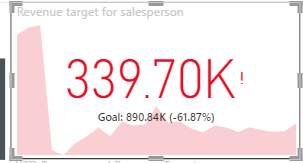 Revenue target for salesperson
339.70K!
Goal: 890.84K (-61.87%)